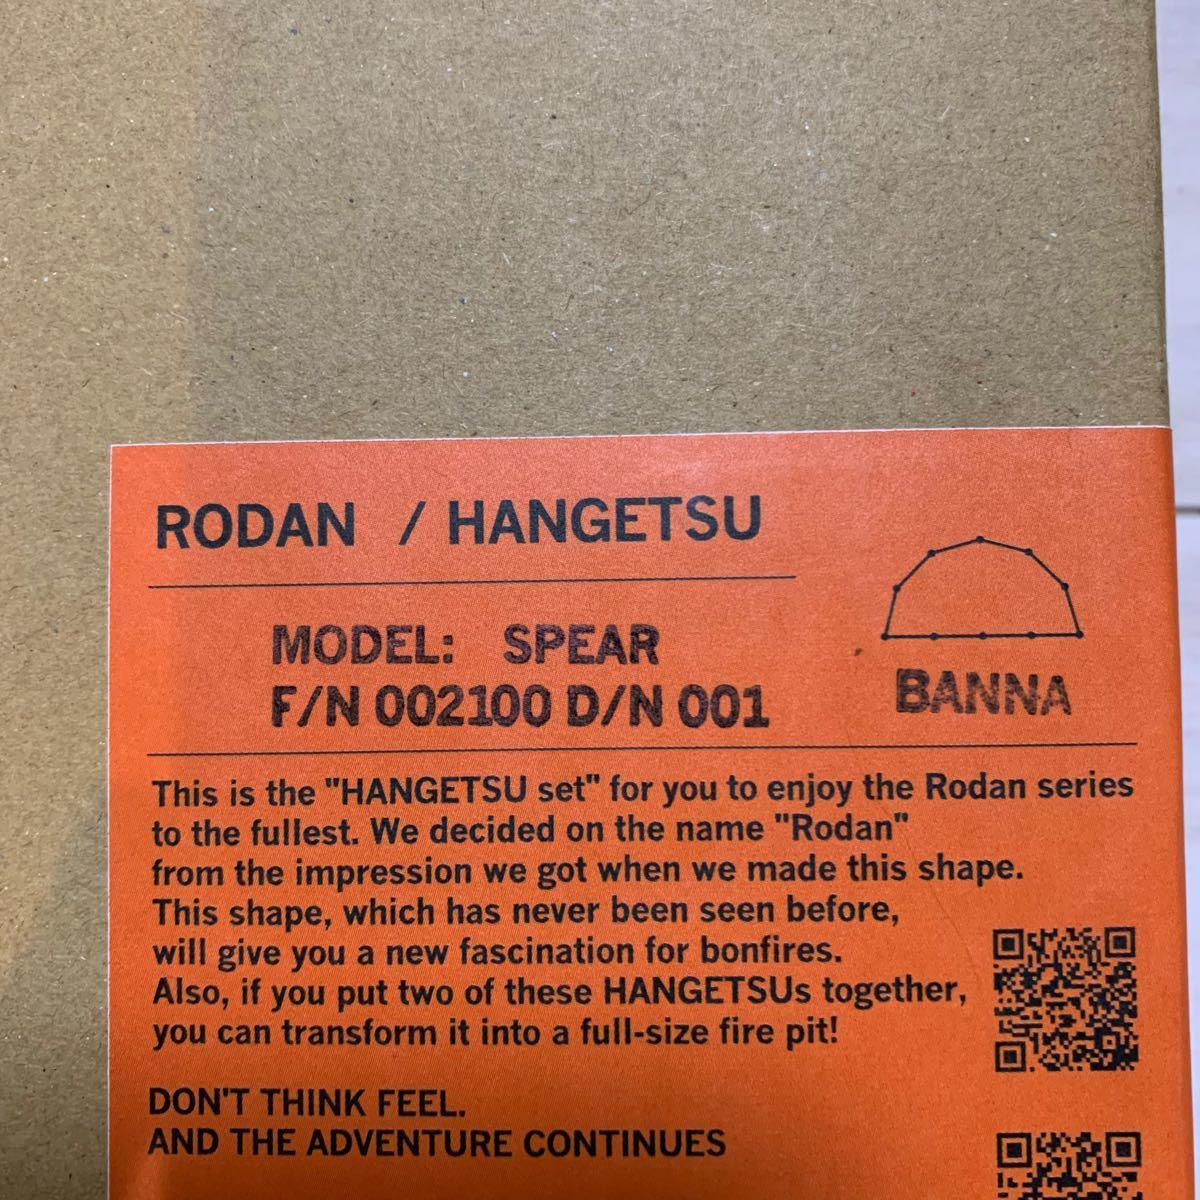 RODAN / HANGETSU
MODEL: SPEAR
F/N 002100 D/N 001
BANNA
This is the "HANGETSU set" for you to enjoy the Rodan series
to the fullest. We decided on the name "Rodan"
from the impression we got when we made this shape.
This shape, which has never been seen before,
will give you a new fascination for bonfires.
Also, if you put two of these HANGETSUs together,
you can transform it into a full-size fire pit!
DON'T THINK FEEL.
AND THE ADVENTURE CONTINUES